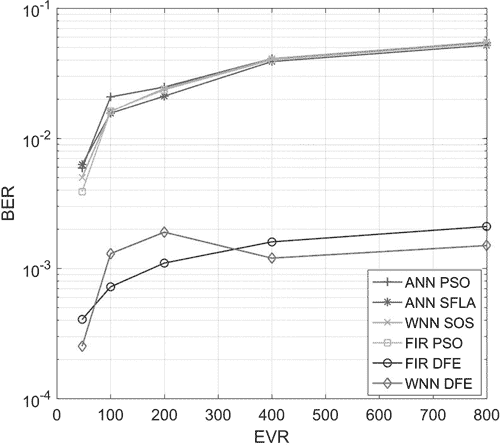 10^-1
10^-2
10^-3
10^-4
BER
0 100 200 300 400 500 600 700 800
EVR
ANN PSO
ANN SFLA
WNN SOS
FIR PSO
FIR DFE
WNN DFE